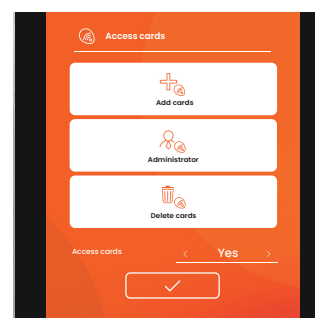 Access cards
Add cards
Administrator
Delete cards
Access cards < Yes >